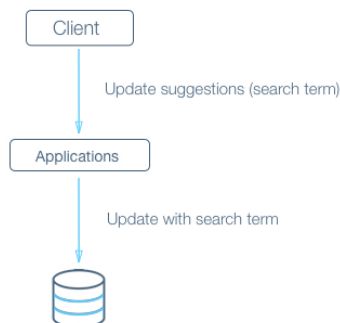 Client
Update suggestions (search term)
Applications
Update with search term